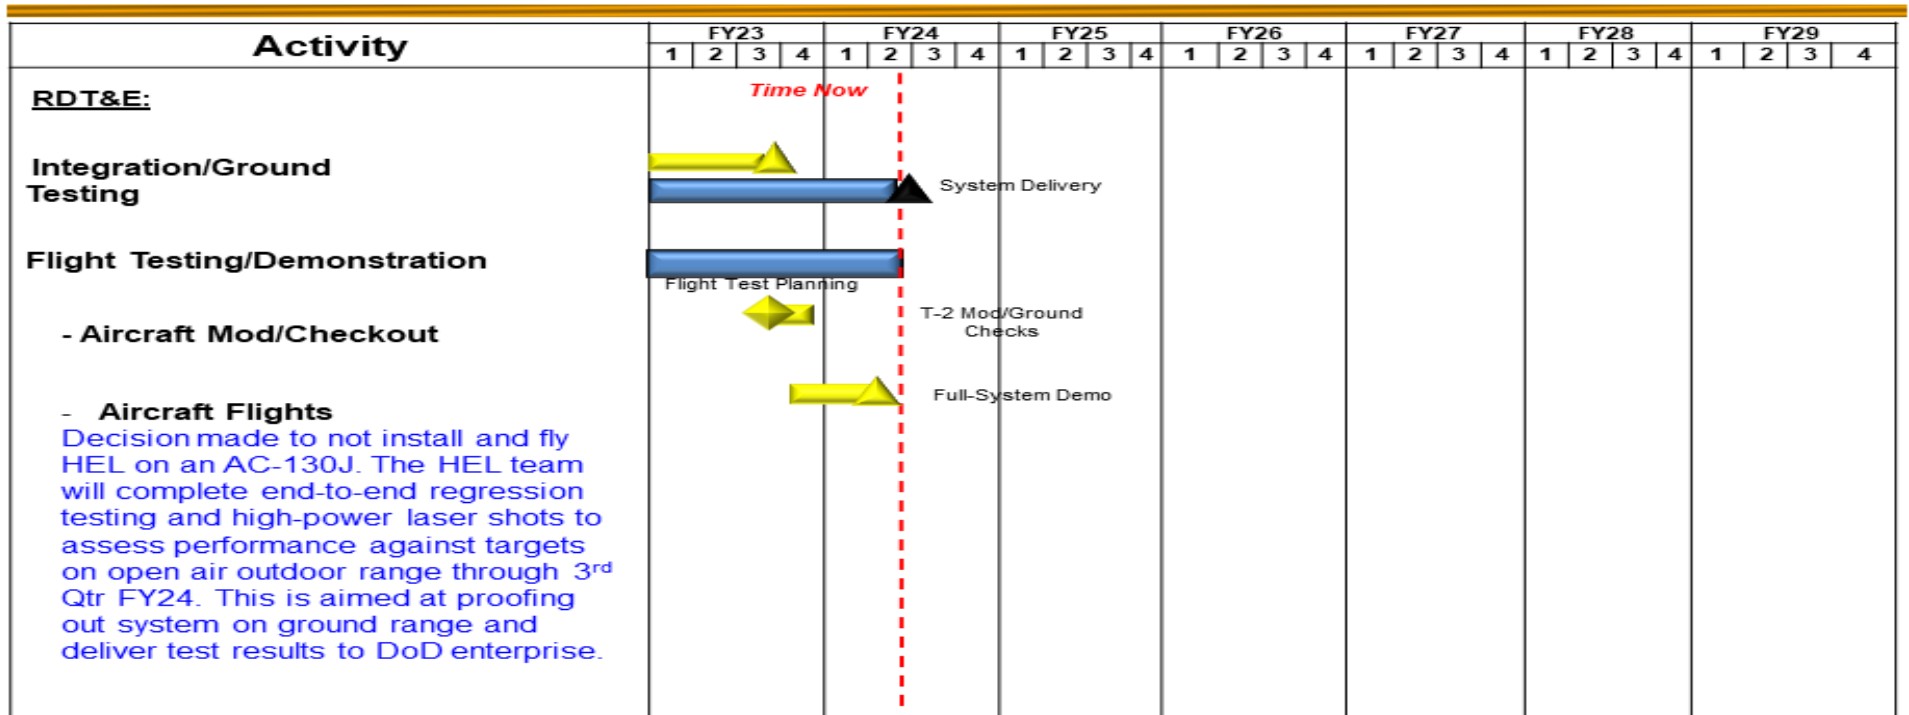 Activity
FY23 FY24 FY25 FY26 FY27 FY28 FY29
1 2 3 4 1 2 3 4 1 2 3 4 1 2 3 4 1 2 3 4 1 2 3 4 1 2 3 4
Time Now
RDT&E:
Integration/Ground
Testing
System Delivery
Flight Testing/Demonstration
Flight Test Planning
- Aircraft Mod/Checkout
T-2 Mod/Ground
Checks
Full-System Demo
- Aircraft Flights
Decision made to not install and fly
HEL on an AC-130J. The HEL team
will complete end-to-end regression
testing and high-power laser shots to
assess performance against targets
on open air outdoor range through 3rd
Qtr FY24. This is aimed at proofing
out system on ground range and
deliver test results to DoD enterprise.